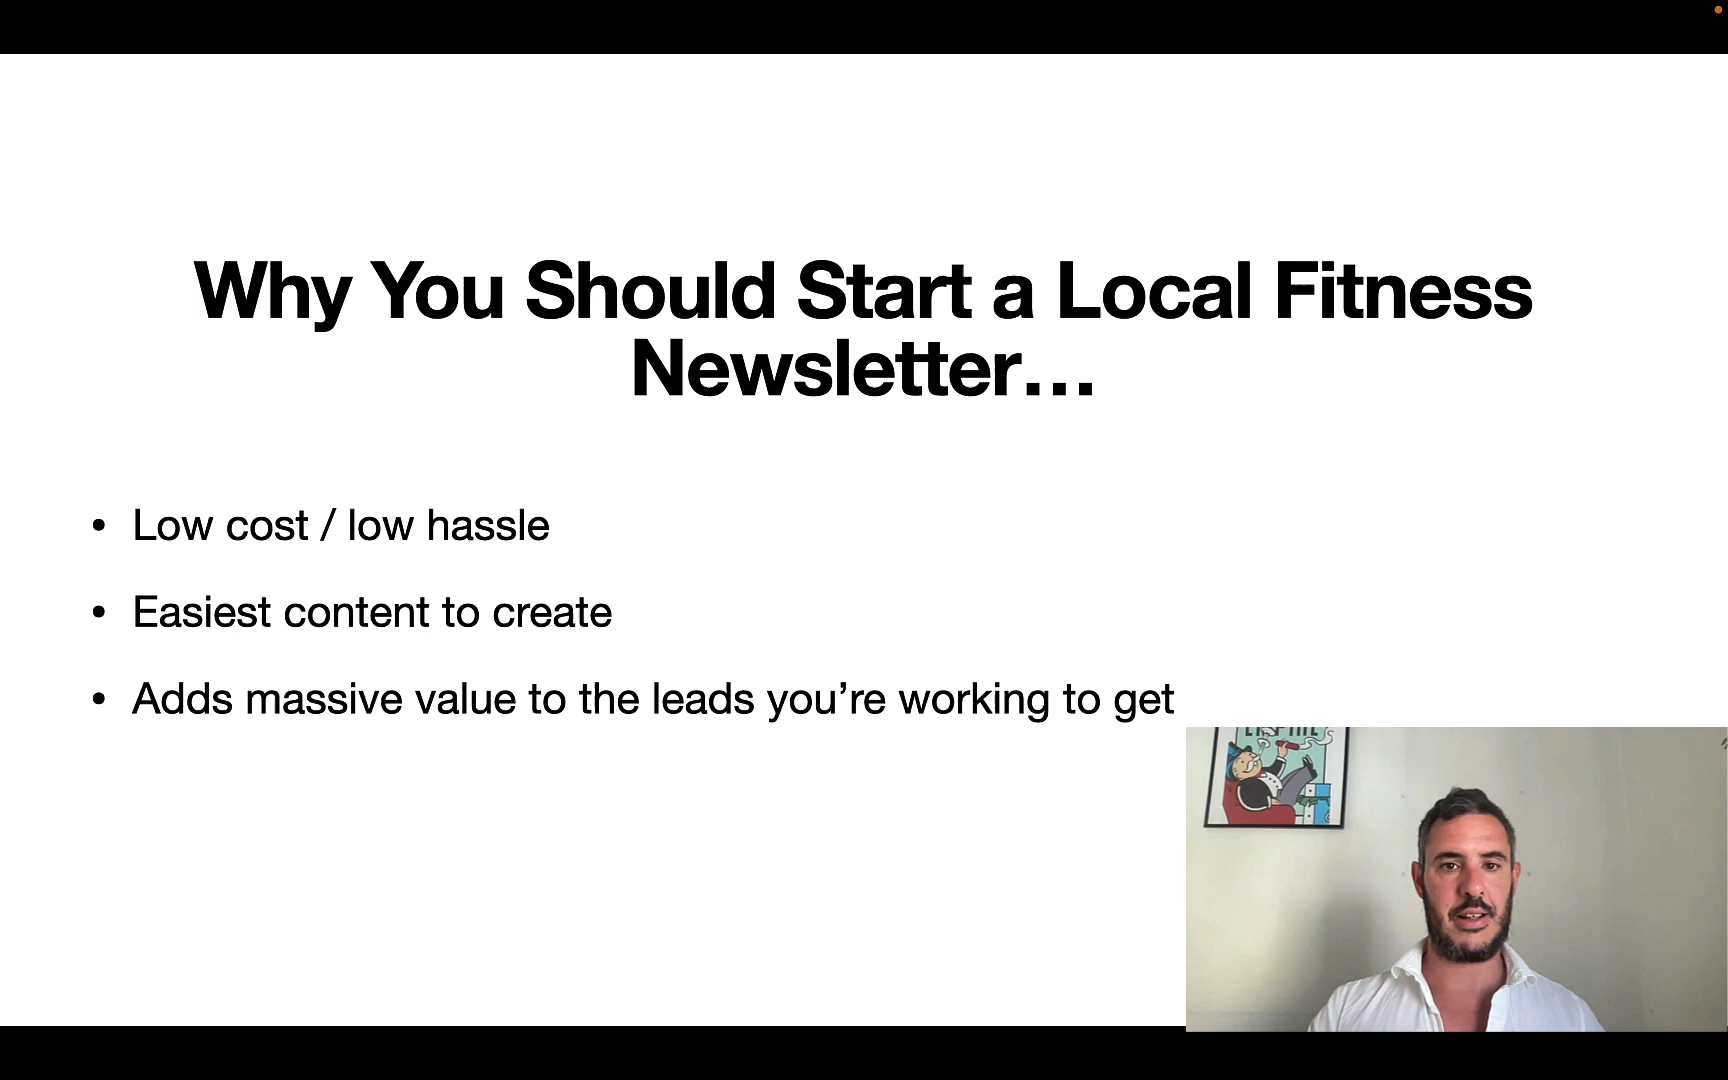 Why You Should Start a Local Fitness
Newsletter…
• Low cost / low hassle
• Easiest content to create
• Adds massive value to the leads you’re working to get